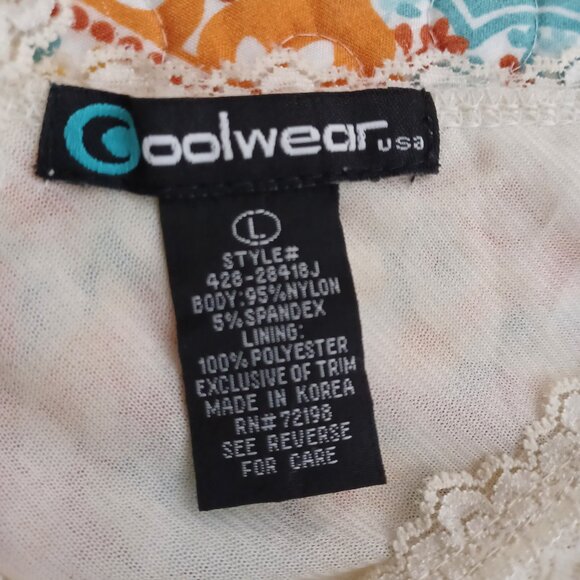 Coolwear usa
L
STYLE#
428-28418J
BODY:95%NYLON
5%SPANDEX
LINING:
100%POLYESTER
EXCLUSIVE OF TRIM
MADE IN KOREA
RN#72198
SEE REVERSE
FOR CARE